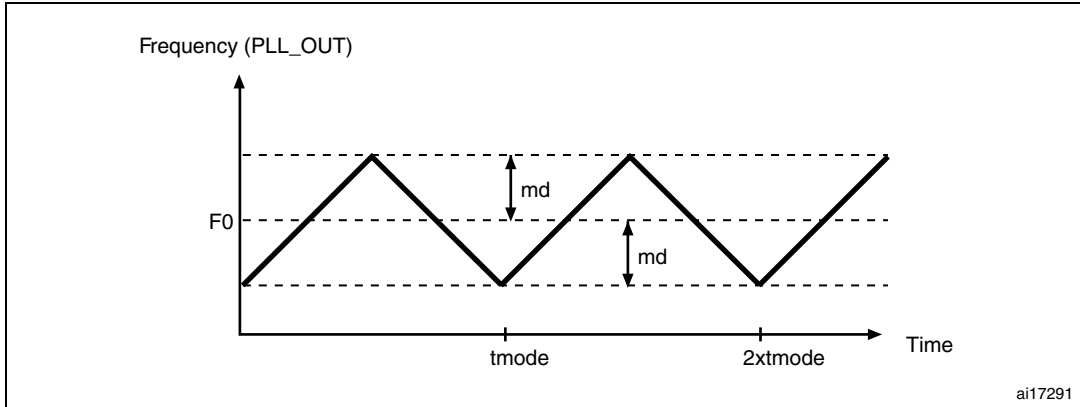 Frequency (PLL_OUT)
md
F0
md
Time
tmode
2xtmode
ai17291